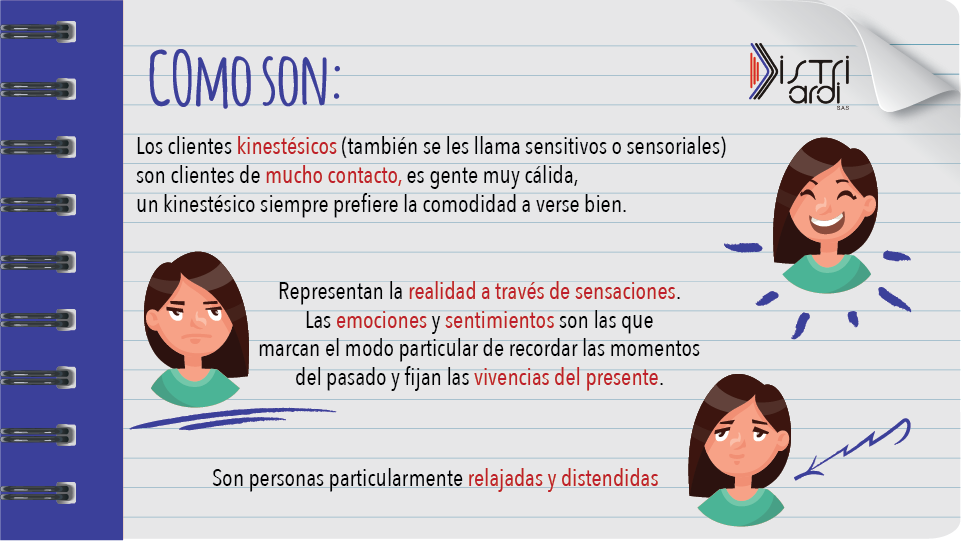 COMO SON:
Distri
ardi
SAS
Los clientes kinestésicos (también se les llama sensitivos o sensoriales)
son clientes de mucho contacto, es gente muy cálida,
un kinestésico siempre prefiere la comodidad a verse bien.
Representan la realidad a través de sensaciones.
Las emociones y sentimientos son las que
marcan el modo particular de recordar las momentos
del pasado y fijan las vivencias del presente.
Son personas particularmente relajadas y distendidas